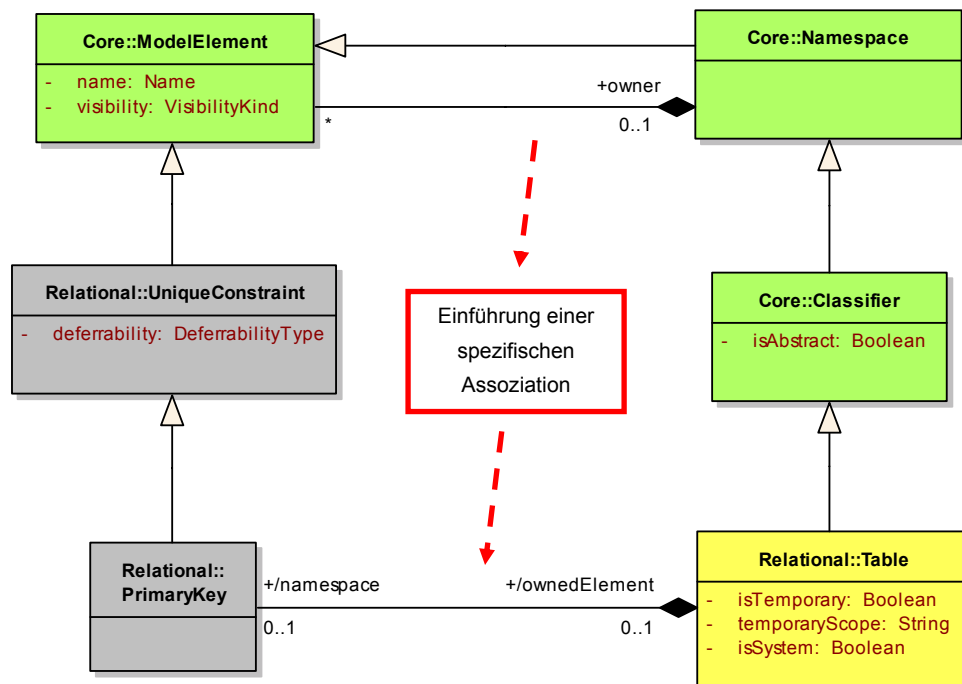 Core::ModelElement
- name: Name
- visibility: VisibilityKind
Core::Namespace
+owner
*
0..1
Relational::UniqueConstraint
- deferrability: DeferrabilityType
Einführung einer
spezifischen
Assoziation
Core::Classifier
- isAbstract: Boolean
Relational::
PrimaryKey
+/namespace
+/ownedElement
0..1
0..1
Relational::Table
- isTemporary: Boolean
- temporaryScope: String
- isSystem: Boolean